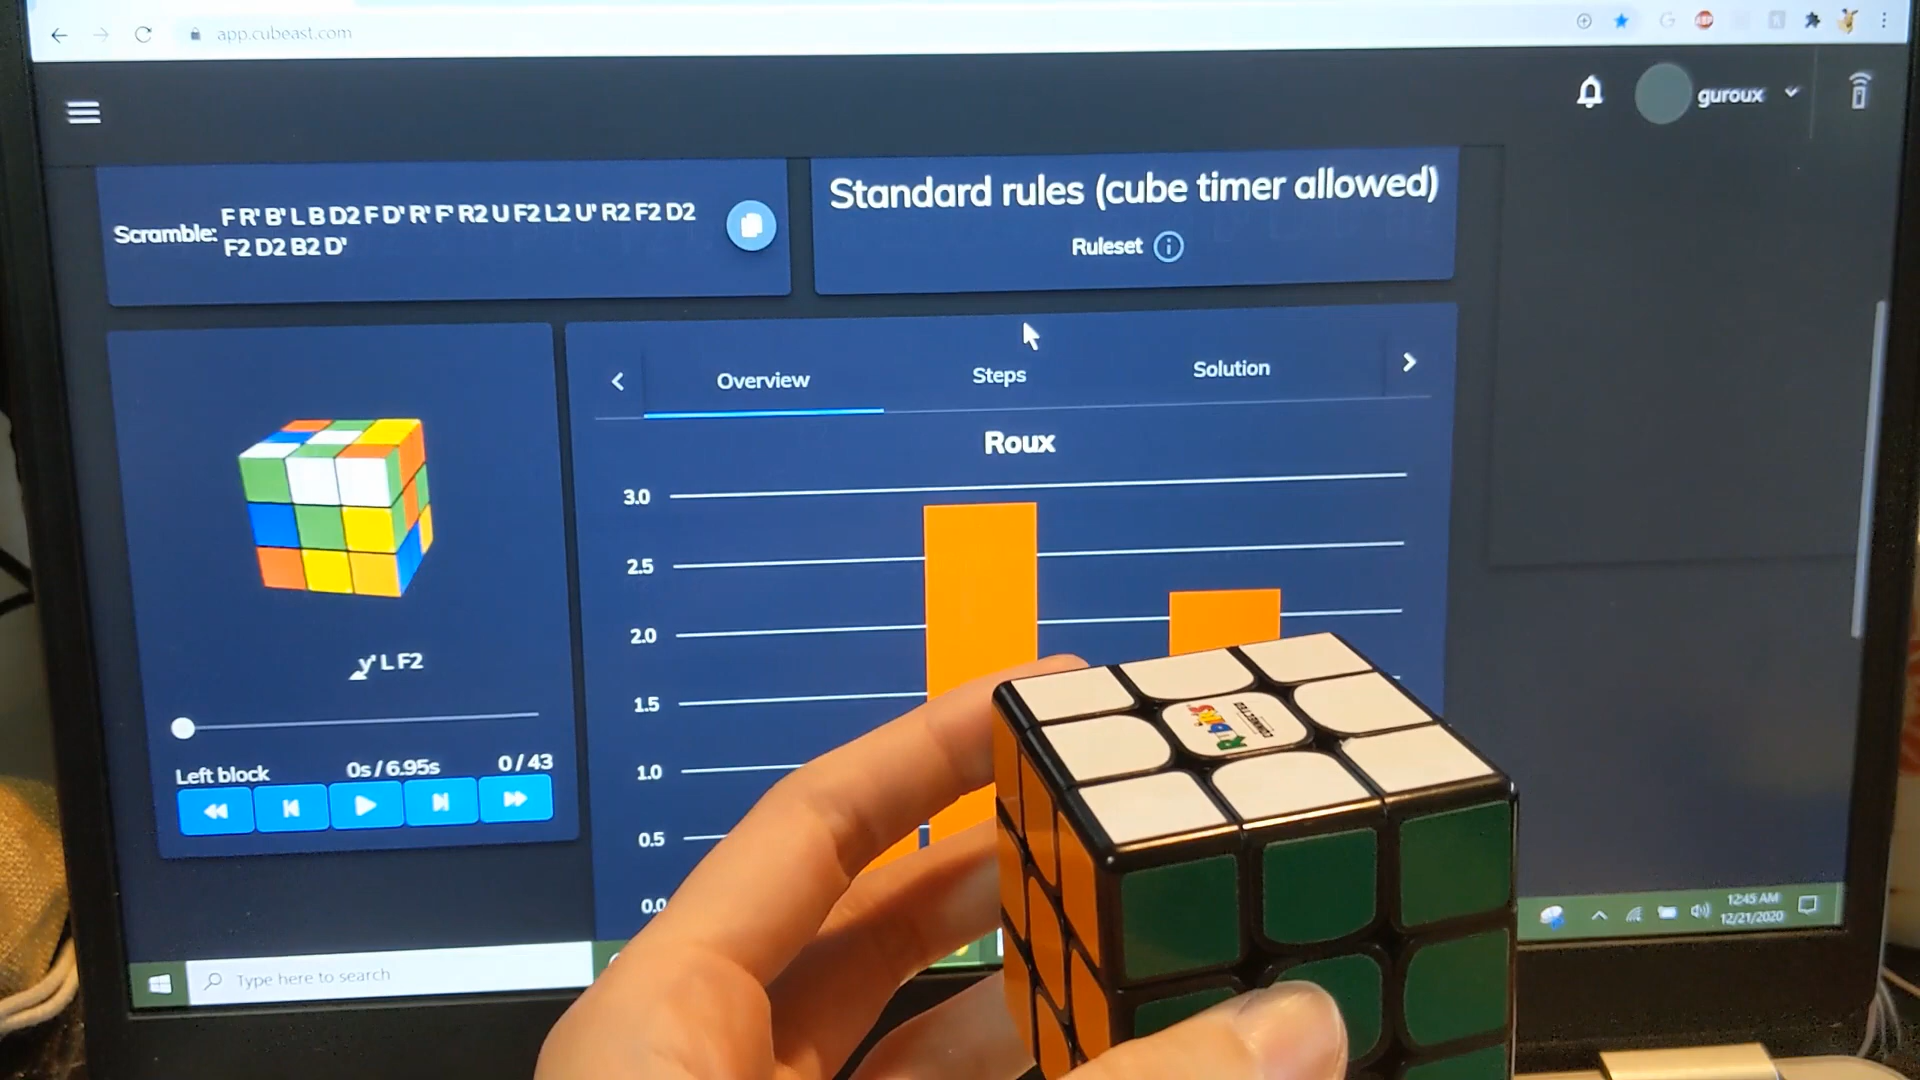 app.cubeast.com
ABP
guroux
Scramble: F R' B' L B D2 F D' R' F' R2 U F2 L2 U' R2 F2 D2
F2 D2 B2 D'
Standard rules (cube timer allowed)
Ruleset
Overview
Steps
Solution
Roux
3.0
2.5
2.0
1.5
1.0
0.5
0.0
y' L F2
Left block
0s / 6.95s
0 / 43
RUBIK'S
CONNECTED
Type here to search
12:45 AM
12/21/2020